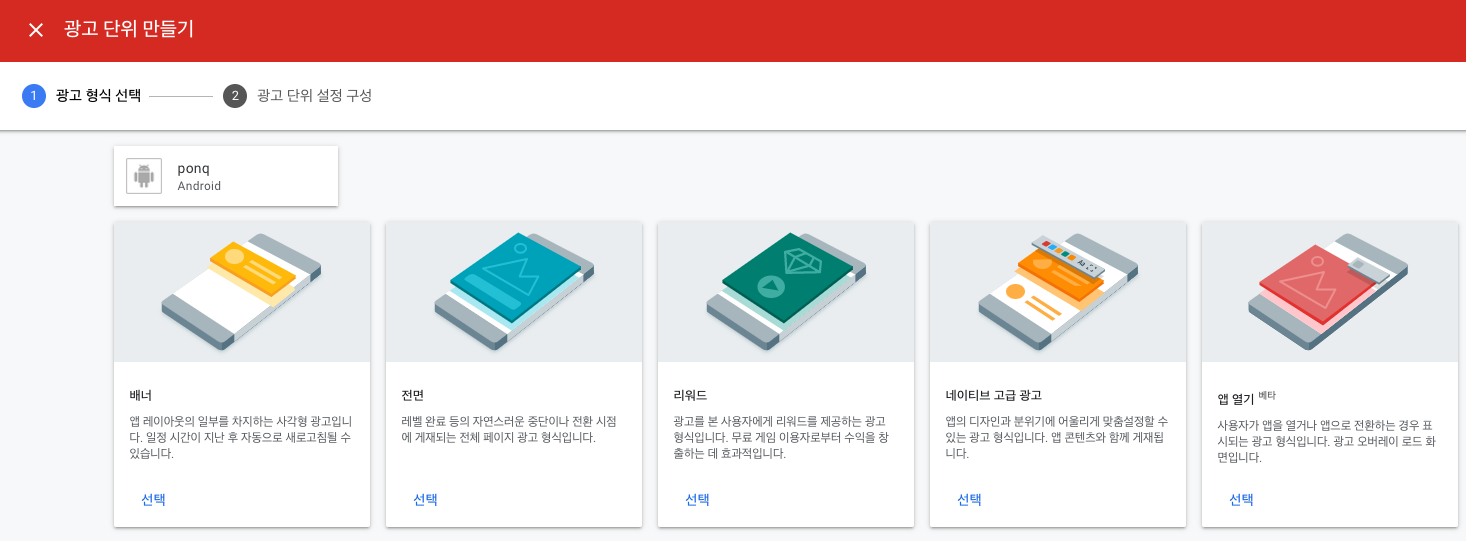 광고 단위 만들기
1 광고 형식 선택 2 광고 단위 설정 구성
ponq
Android
배너
앱 레이아웃의 일부를 차지하는 사각형 광고입니
다. 일정 시간이 지난 후 자동으로 새로고침될 수
있습니다.
선택
전면
레벨 완료 등의 자연스러운 중단이나 전환 시점
에 게재되는 전체 페이지 광고 형식입니다.
선택
리워드
광고를 본 사용자에게 리워드를 제공하는 광고
형식입니다. 무료 게임 이용자로부터 수익을 창
출하는 데 효과적입니다.
선택
네이티브 고급 광고
앱의 디자인과 분위기에 어울리게 맞춤설정할 수
있는 광고 형식입니다. 앱 콘텐츠와 함께 게재됩
니다.
선택
앱 열기 베타
사용자가 앱을 열거나 앱으로 전환하는 경우 표
시되는 광고 형식입니다. 광고 오버레이 로드 화
면입니다.
선택